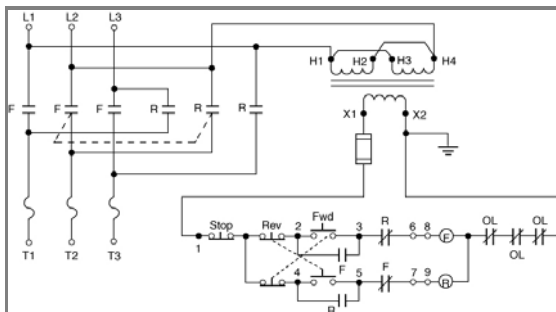 L1 L2 L3
H1 H2 H3 H4
F F F R R R
X1 X2
Fwd
Stop Rev 2 3 R 6 8 F OL OL
1 OL
F
4 5 F 7 9 R
R
T1 T2 T3